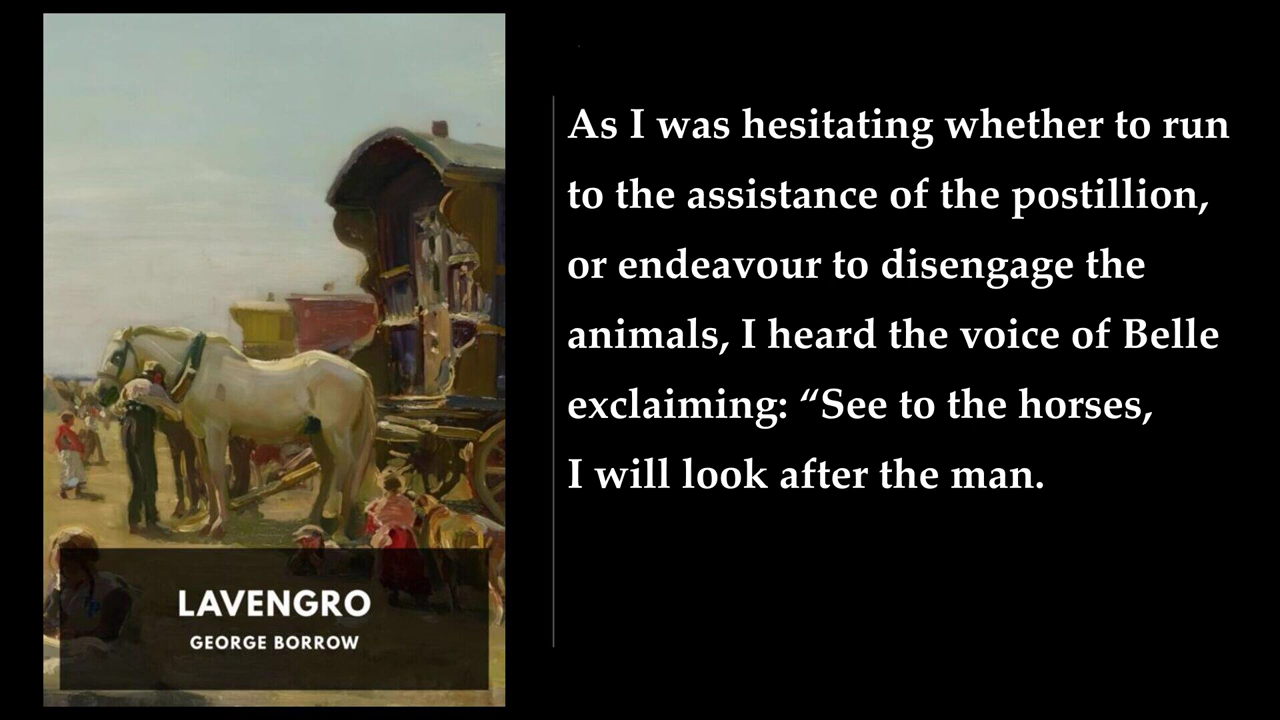 LAVENGRO
GEORGE BORROW
As I was hesitating whether to run
to the assistance of the postillion,
or endeavour to disengage the
animals, I heard the voice of Belle
exclaiming: “See to the horses,
I will look after the man.